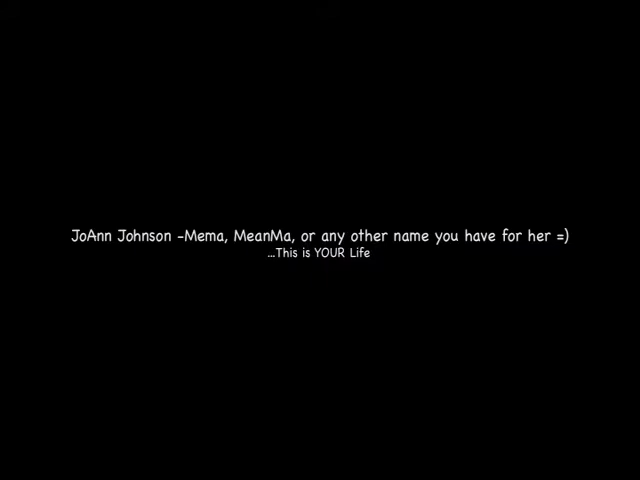 JoAnn Johnson -Mema, MeanMa, or any other name you have for her =)
...This is YOUR Life